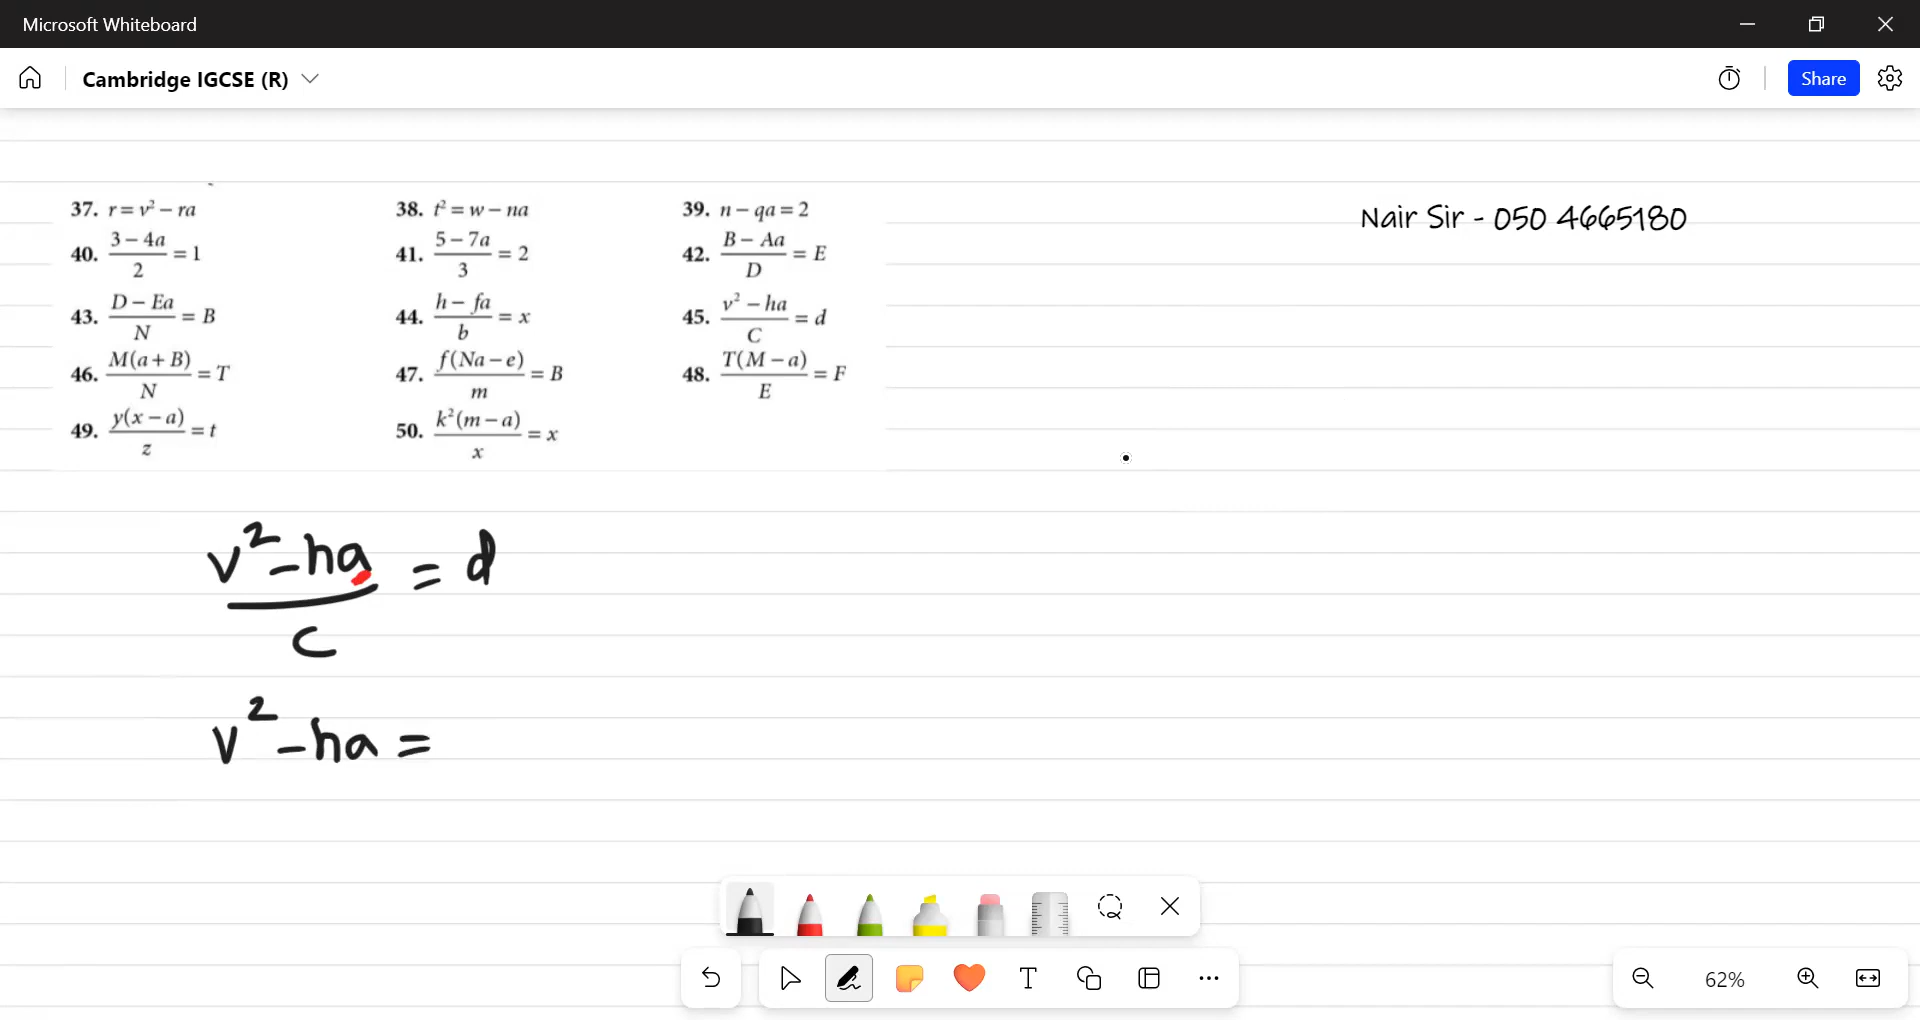 Microsoft Whiteboard
Cambridge IGCSE (R)
Share
Nair Sir - 050 4665180
37. r = v² − ra
38. t² = w − na
39. n − qa = 2
40. (3 − 4a)/2 = 1
41. (5 − 7a)/3 = 2
42. (B − Aa)/D = E
43. (D − Ea)/N = B
44. (h − fa)/b = x
45. (v² − ha)/C = d
46. M(a + B)/N = T
47. f(Na − e)/m = B
48. T(M − a)/E = F
49. y(x − a)/z = t
50. k²(m − a)/x = x
v² − ha = d
c
v² − ha =
T
62%